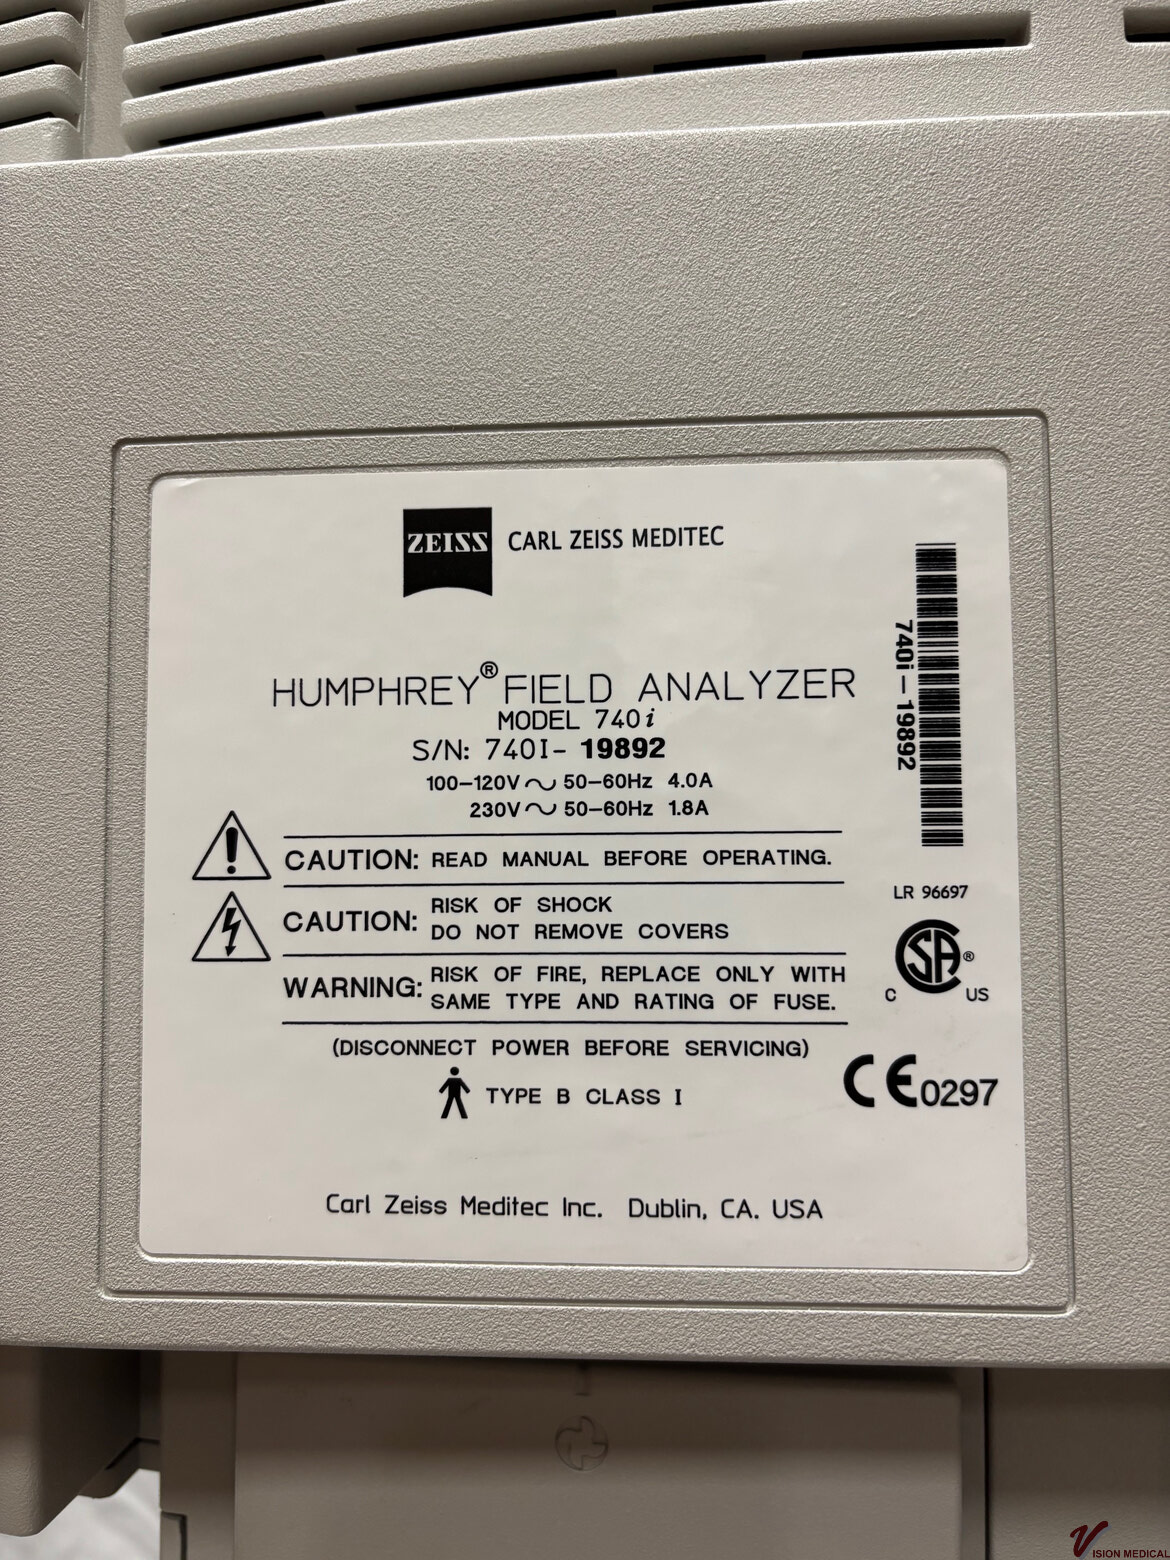 ZEISS CARL ZEISS MEDITEC
HUMPHREY® FIELD ANALYZER
MODEL 740i
S/N: 740I- 19892
100-120V ∿ 50-60Hz 4.0A
230V ∿ 50-60Hz 1.8A
CAUTION: READ MANUAL BEFORE OPERATING.
CAUTION: RISK OF SHOCK
DO NOT REMOVE COVERS
WARNING: RISK OF FIRE, REPLACE ONLY WITH
SAME TYPE AND RATING OF FUSE.
(DISCONNECT POWER BEFORE SERVICING)
TYPE B CLASS I
740i-19892
LR 96697
C SA® US
CE0297
Carl Zeiss Meditec Inc. Dublin, CA. USA
VISION MEDICAL